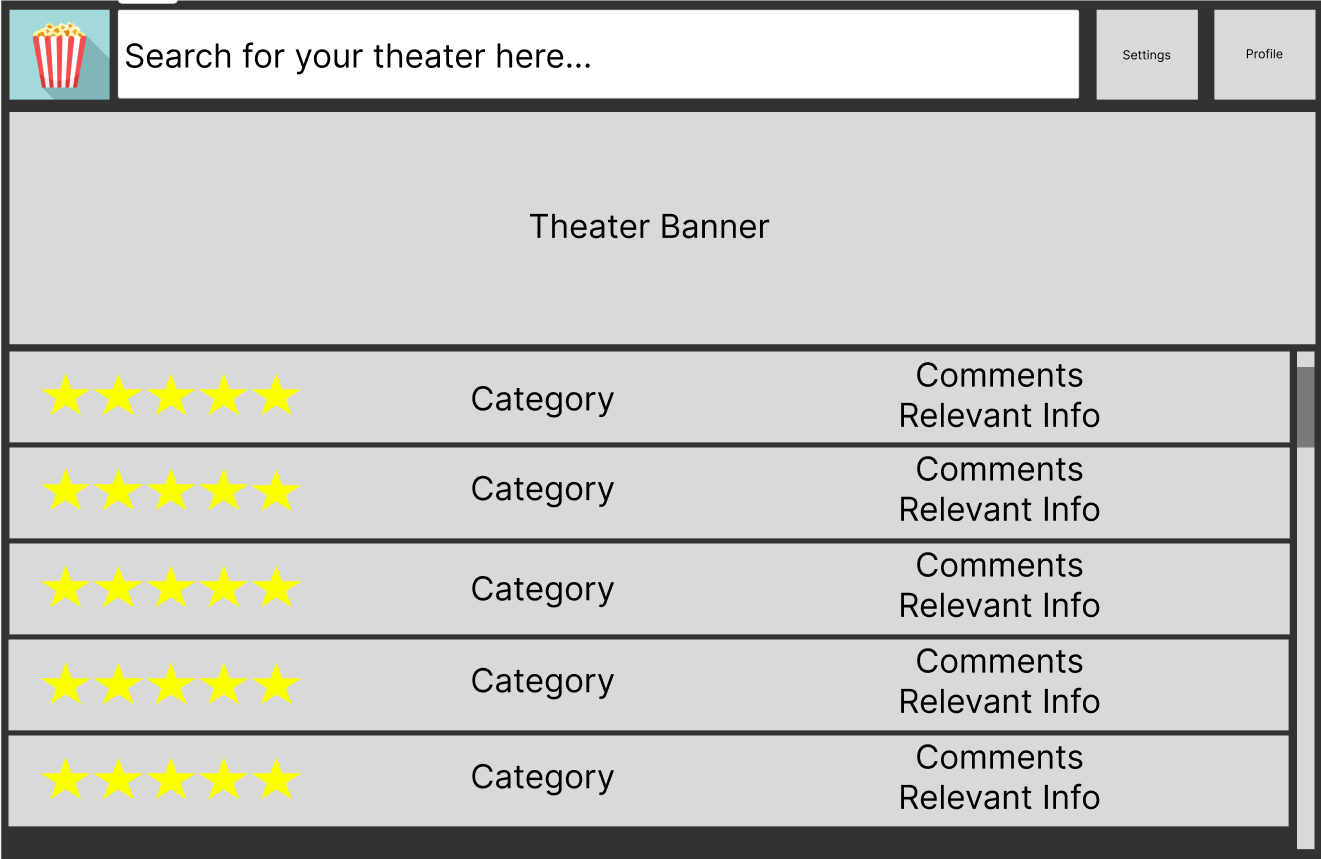 Search for your theater here...
Settings
Profile
Theater Banner
Category
Comments
Relevant Info
Category
Comments
Relevant Info
Category
Comments
Relevant Info
Category
Comments
Relevant Info
Category
Comments
Relevant Info